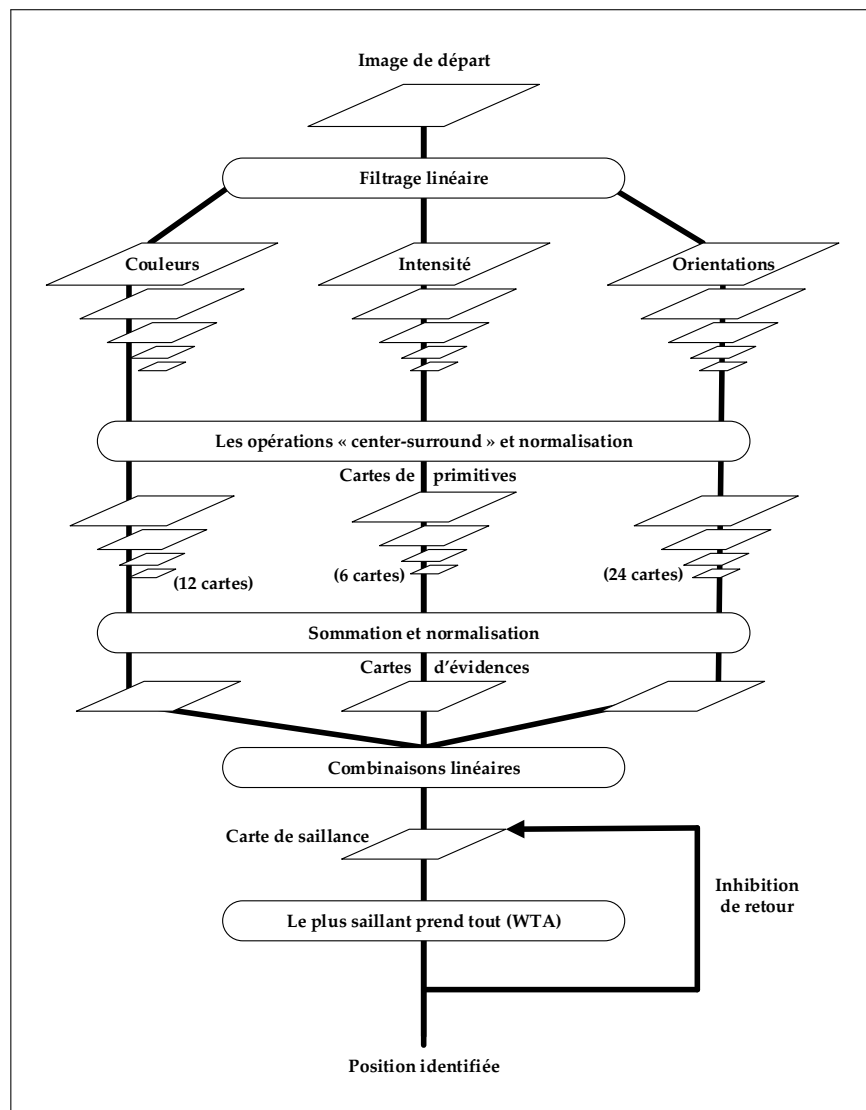 Image de départ
Filtrage linéaire
Couleurs
Intensité
Orientations
Les opérations « center-surround » et normalisation
Cartes de primitives
(12 cartes)
(6 cartes)
(24 cartes)
Sommation et normalisation
Cartes d'évidences
Combinaisons linéaires
Carte de saillance
Inhibition
de retour
Le plus saillant prend tout (WTA)
Position identifiée